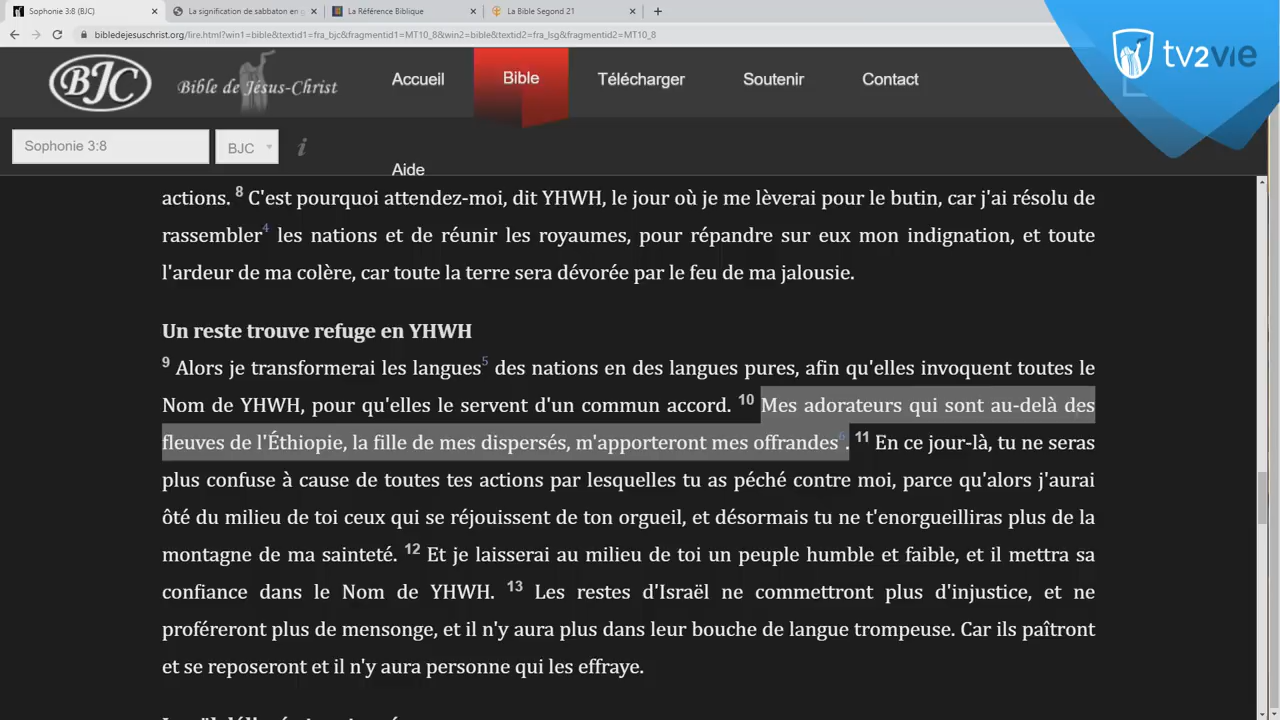 Sophonie 3:8 (BJC)
La signification de sabbaton en g
La Référence Biblique
La Bible Segond 21
bibledejesuschrist.org/lire.html?win1=bible&textid1=fra_bjc&fragmentid1=MT10_8&win2=bible&textid2=fra_lsg&fragmentid2=MT10_8
tv2vie
BJC
Bible de Jésus-Christ
Accueil
Bible
Télécharger
Soutenir
Contact
Sophonie 3:8
BJC
i
Aide
actions. 8 C'est pourquoi attendez-moi, dit YHWH, le jour où je me lèverai pour le butin, car j'ai résolu de
rassembler4 les nations et de réunir les royaumes, pour répandre sur eux mon indignation, et toute
l'ardeur de ma colère, car toute la terre sera dévorée par le feu de ma jalousie.
Un reste trouve refuge en YHWH
9 Alors je transformerai les langues5 des nations en des langues pures, afin qu'elles invoquent toutes le
Nom de YHWH, pour qu'elles le servent d'un commun accord. 10 Mes adorateurs qui sont au-delà des
fleuves de l'Éthiopie, la fille de mes dispersés, m'apporteront mes offrandes6. 11 En ce jour-là, tu ne seras
plus confuse à cause de toutes tes actions par lesquelles tu as péché contre moi, parce qu'alors j'aurai
ôté du milieu de toi ceux qui se réjouissent de ton orgueil, et désormais tu ne t'enorgueilliras plus de la
montagne de ma sainteté. 12 Et je laisserai au milieu de toi un peuple humble et faible, et il mettra sa
confiance dans le Nom de YHWH. 13 Les restes d'Israël ne commettront plus d'injustice, et ne
proféreront plus de mensonge, et il n'y aura plus dans leur bouche de langue trompeuse. Car ils paîtront
et se reposeront et il n'y aura personne qui les effraye.